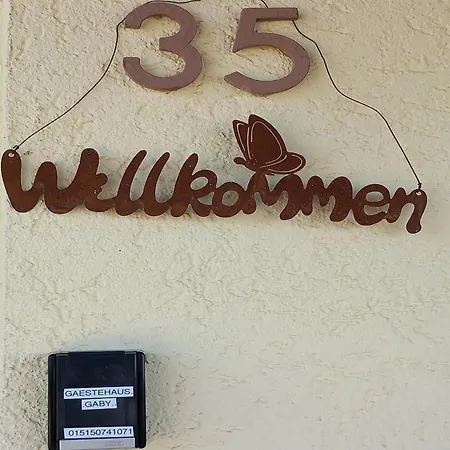 35
Willkommen
GAESTEHAUS.
GABY..
015150741071